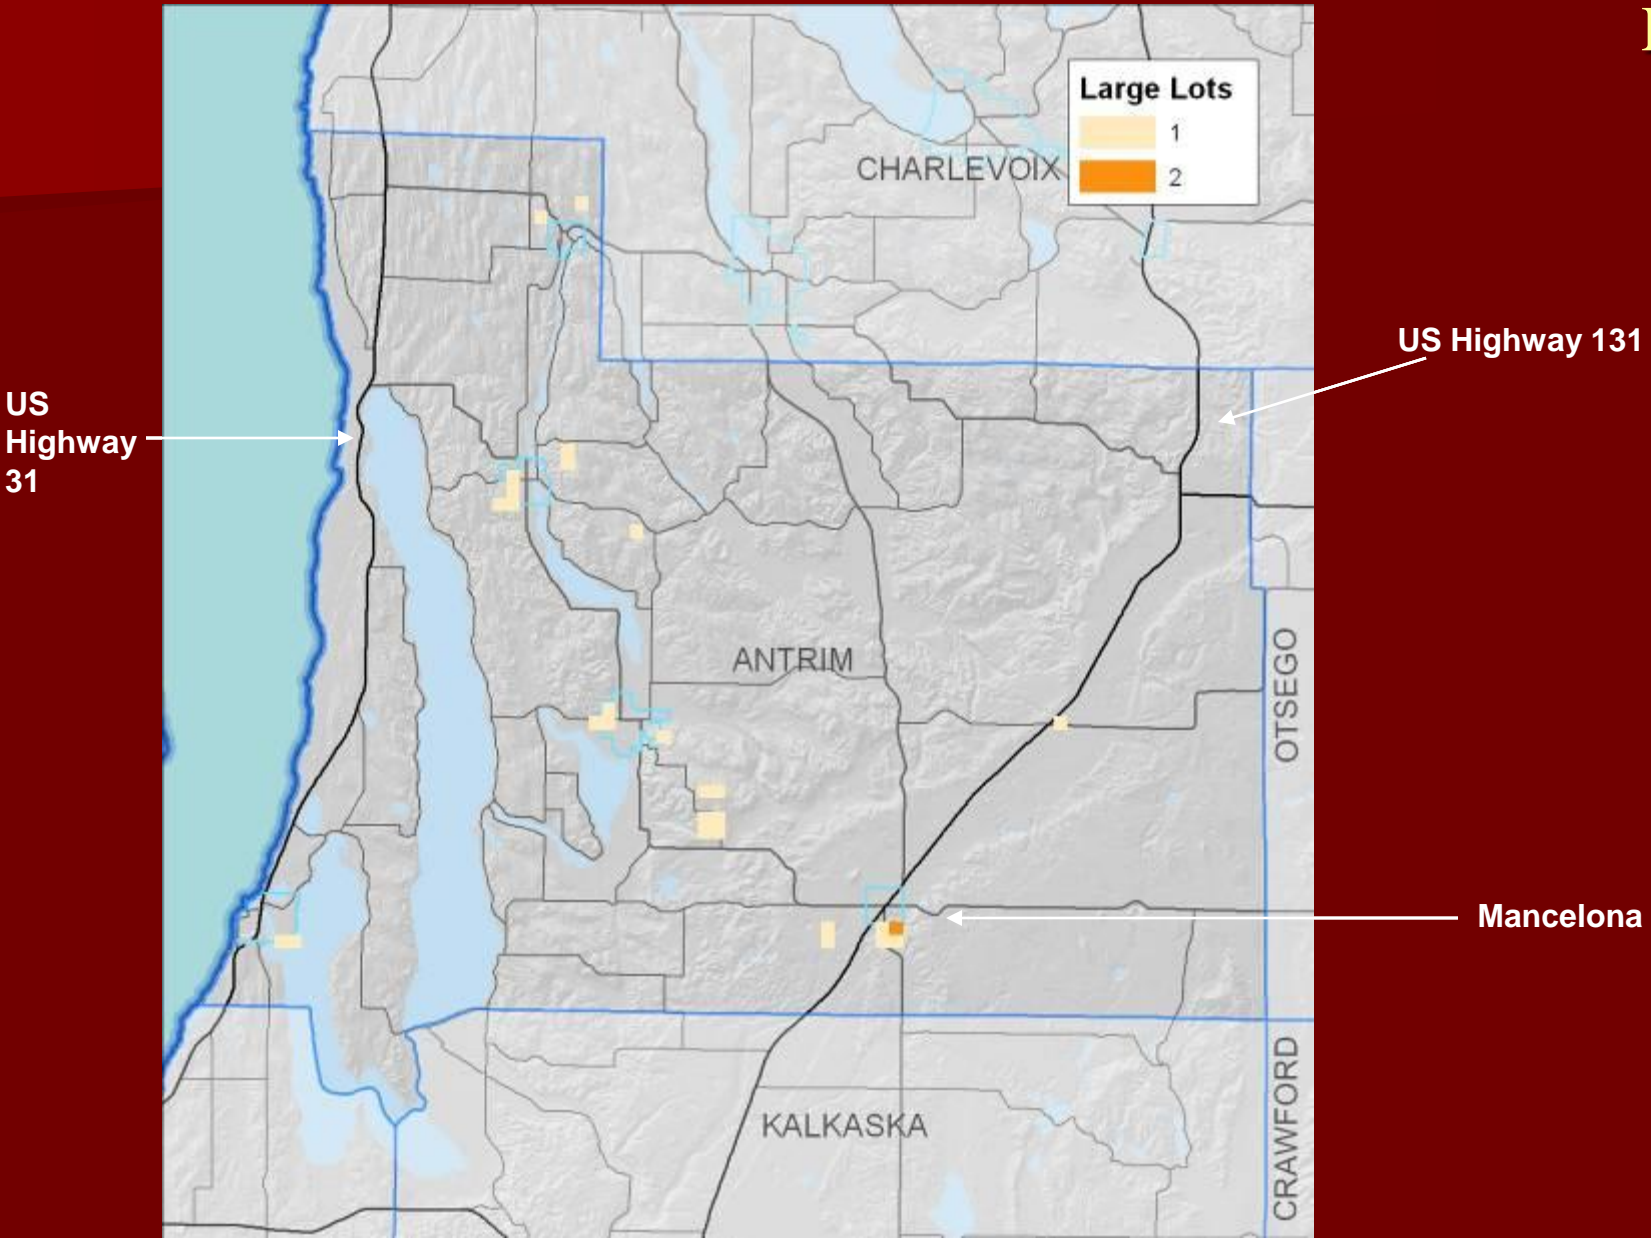 Large Lots
1
CHARLEVOIX
2
US Highway 131
US
Highway
31
ANTRIM
OTSEGO
Mancelona
KALKASKA
CRAWFORD